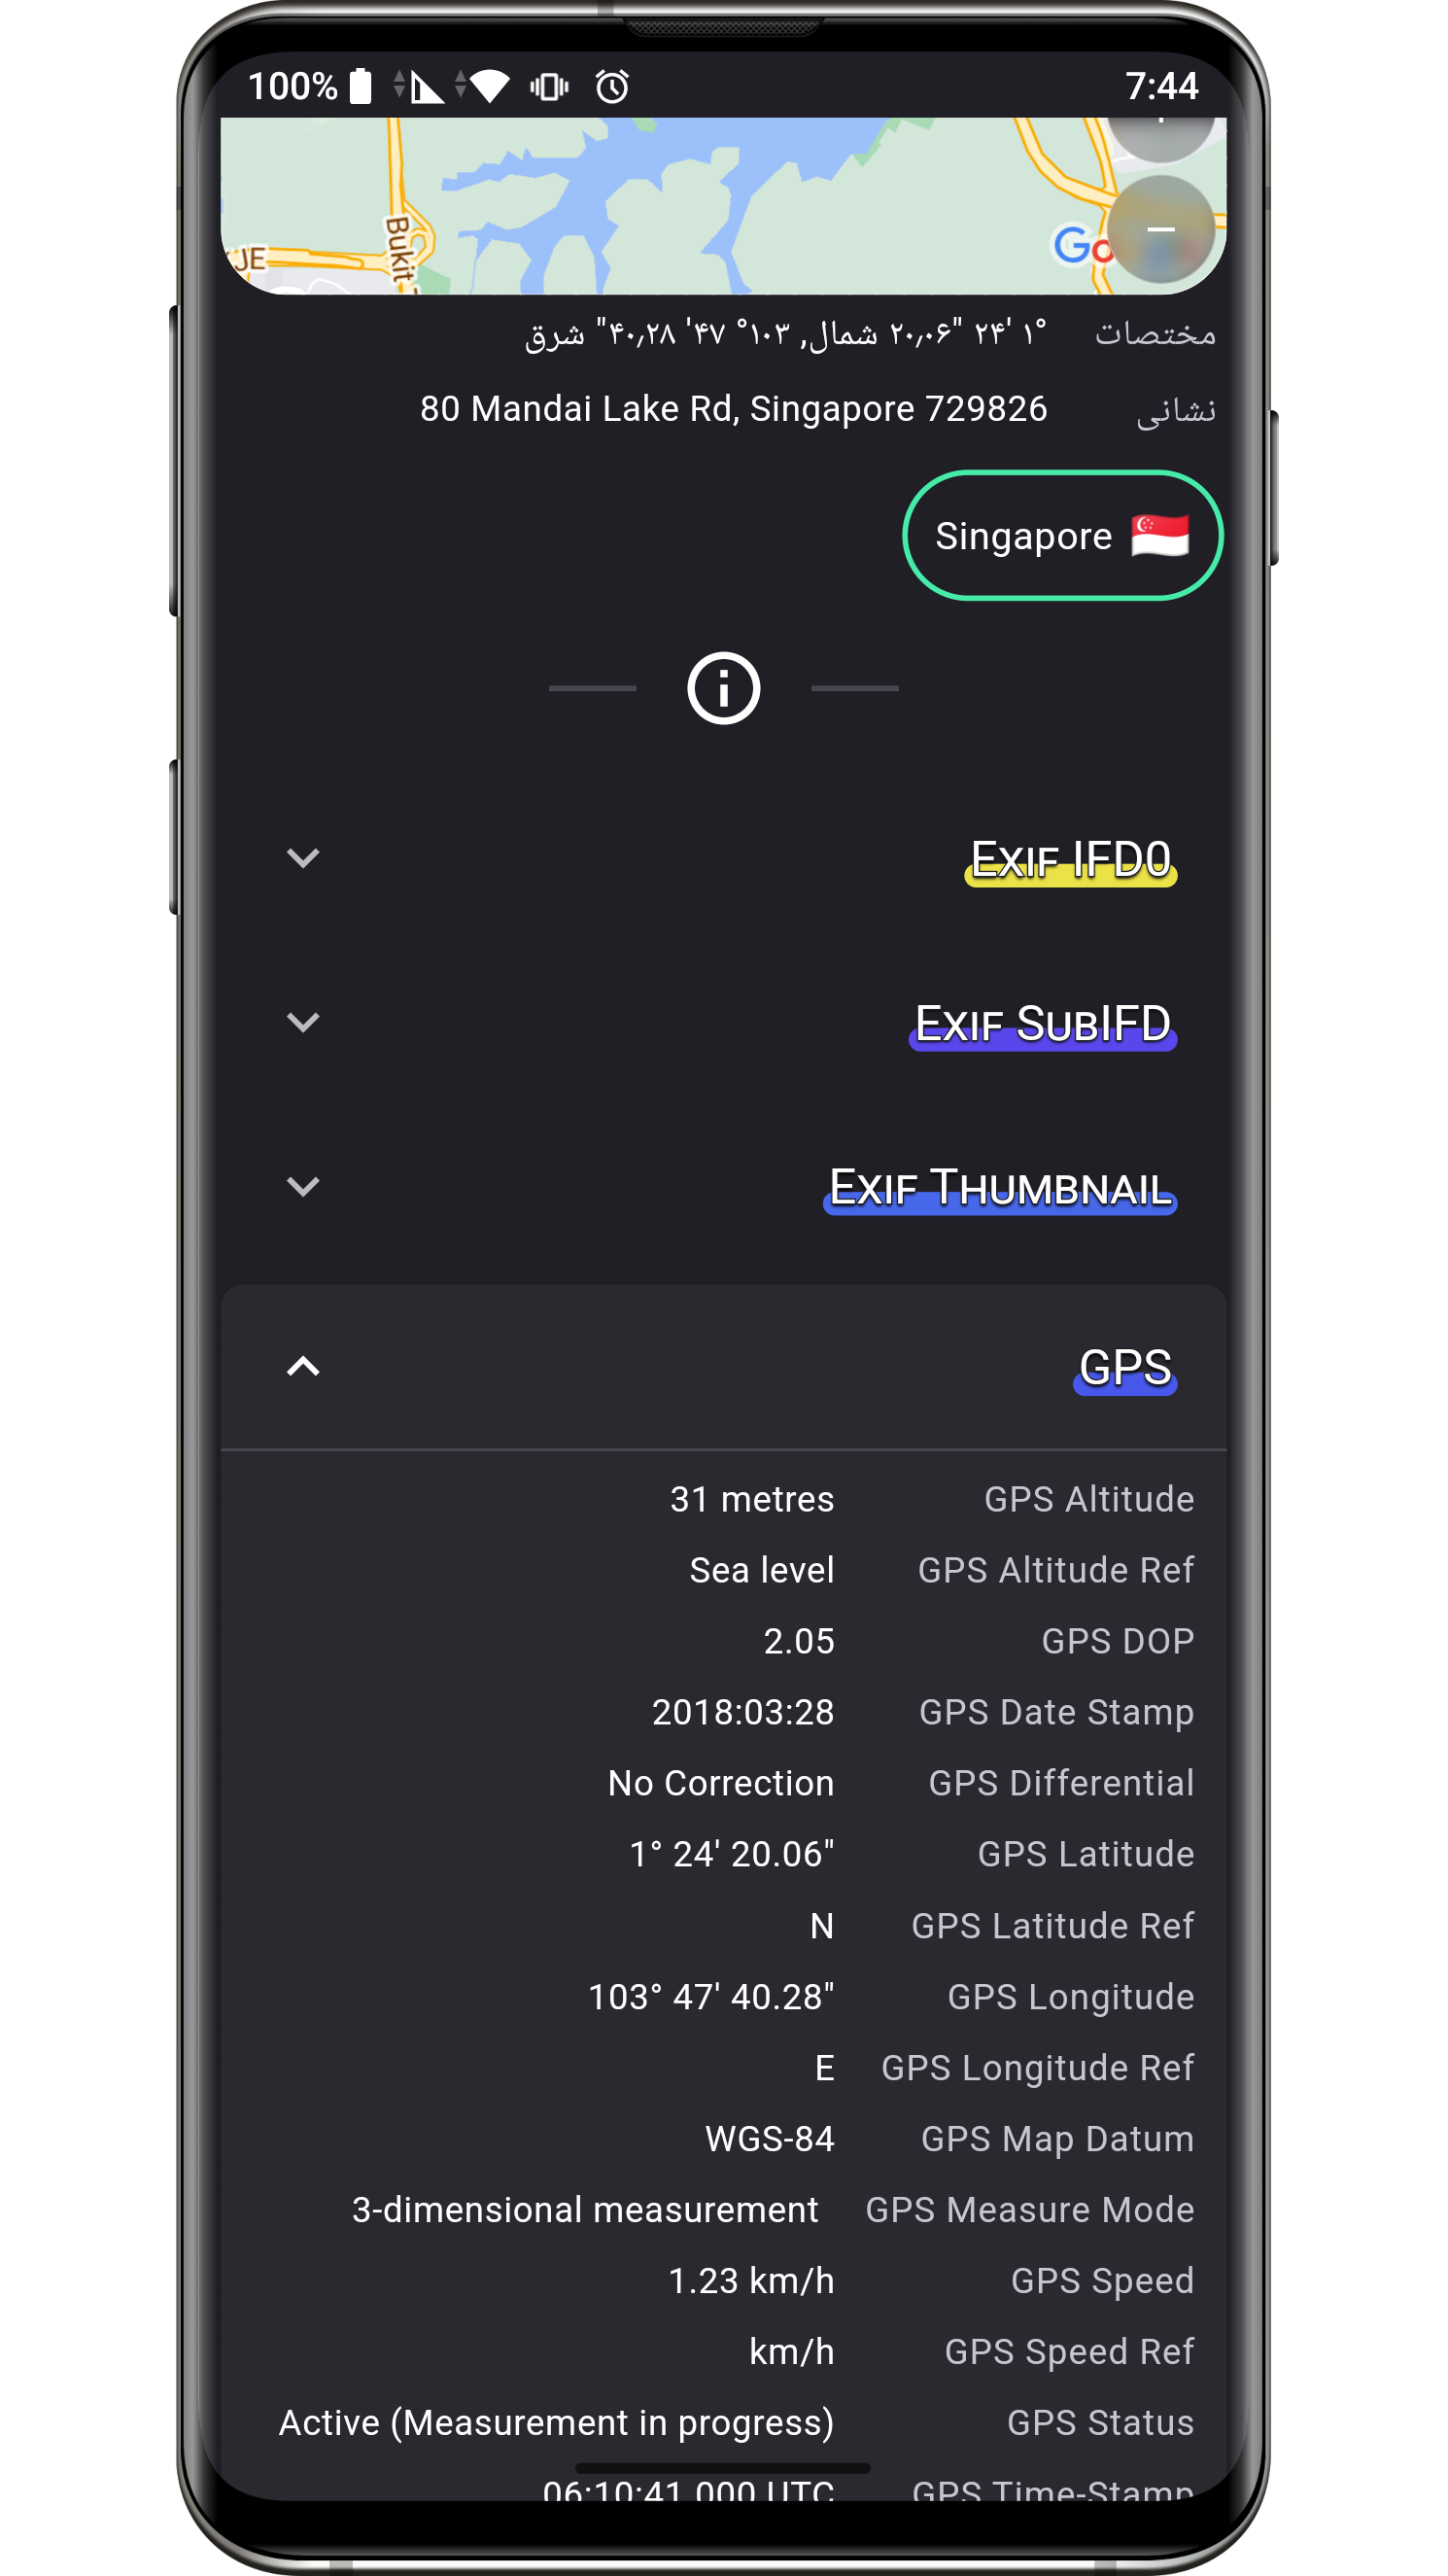 100%
7:44
JE
Bukit
Go
مختصات
۱° ۲۴′ ۲۰٫۰۶″ شمال, ۱۰۳° ۴۷′ ۴۰٫۲۸″ شرق
نشانی
80 Mandai Lake Rd, Singapore 729826
Singapore
Exif IFD0
Exif SubIFD
Exif Thumbnail
GPS
GPS Altitude 31 metres
GPS Altitude Ref Sea level
GPS DOP 2.05
GPS Date Stamp 2018:03:28
GPS Differential No Correction
GPS Latitude 1° 24' 20.06"
GPS Latitude Ref N
GPS Longitude 103° 47' 40.28"
GPS Longitude Ref E
GPS Map Datum WGS-84
GPS Measure Mode 3-dimensional measurement
GPS Speed 1.23 km/h
GPS Speed Ref km/h
GPS Status Active (Measurement in progress)
GPS Time-Stamp 06:10:41.000 UTC